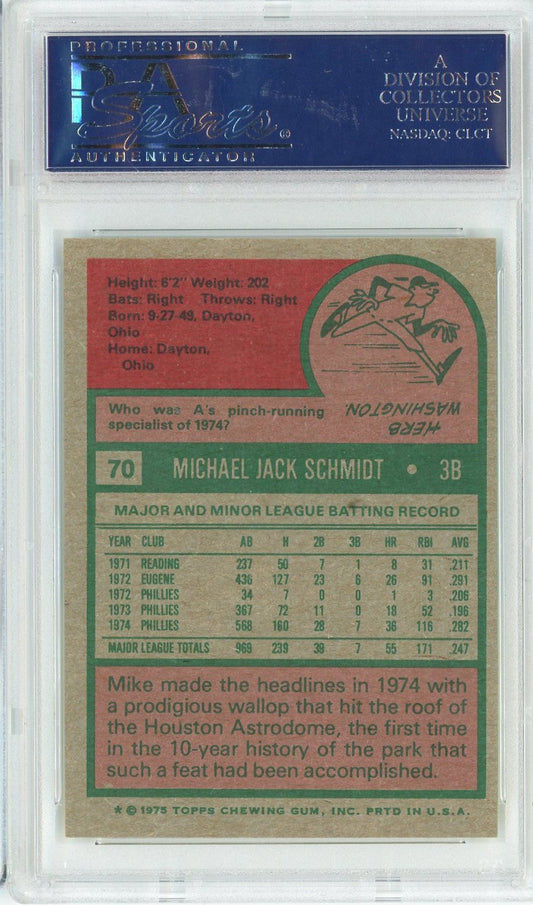 PROFESSIONAL
PSA
Sports®
AUTHENTICATOR
A
DIVISION OF
COLLECTORS
UNIVERSE
NASDAQ: CLCT
Height: 6'2" Weight: 202
Bats: Right Throws: Right
Born: 9-27-49, Dayton,
Ohio
Home: Dayton,
Ohio
Who was A's pinch-running
specialist of 1974?
HERB
WASHINGTON.
70 MICHAEL JACK SCHMIDT • 3B
MAJOR AND MINOR LEAGUE BATTING RECORD
YEAR CLUB AB H 2B 3B HR RBI AVG
1971 READING 237 50 7 1 8 31 .211
1972 EUGENE 436 127 23 6 26 91 .291
1972 PHILLIES 34 7 0 0 1 3 .206
1973 PHILLIES 367 72 11 0 18 52 .196
1974 PHILLIES 568 160 28 7 36 116 .282
MAJOR LEAGUE TOTALS 969 239 39 7 55 171 .247
Mike made the headlines in 1974 with
a prodigious wallop that hit the roof of
the Houston Astrodome, the first time
in the 10-year history of the park that
such a feat had been accomplished.
* © 1975 TOPPS CHEWING GUM, INC. PRTD IN U.S.A.